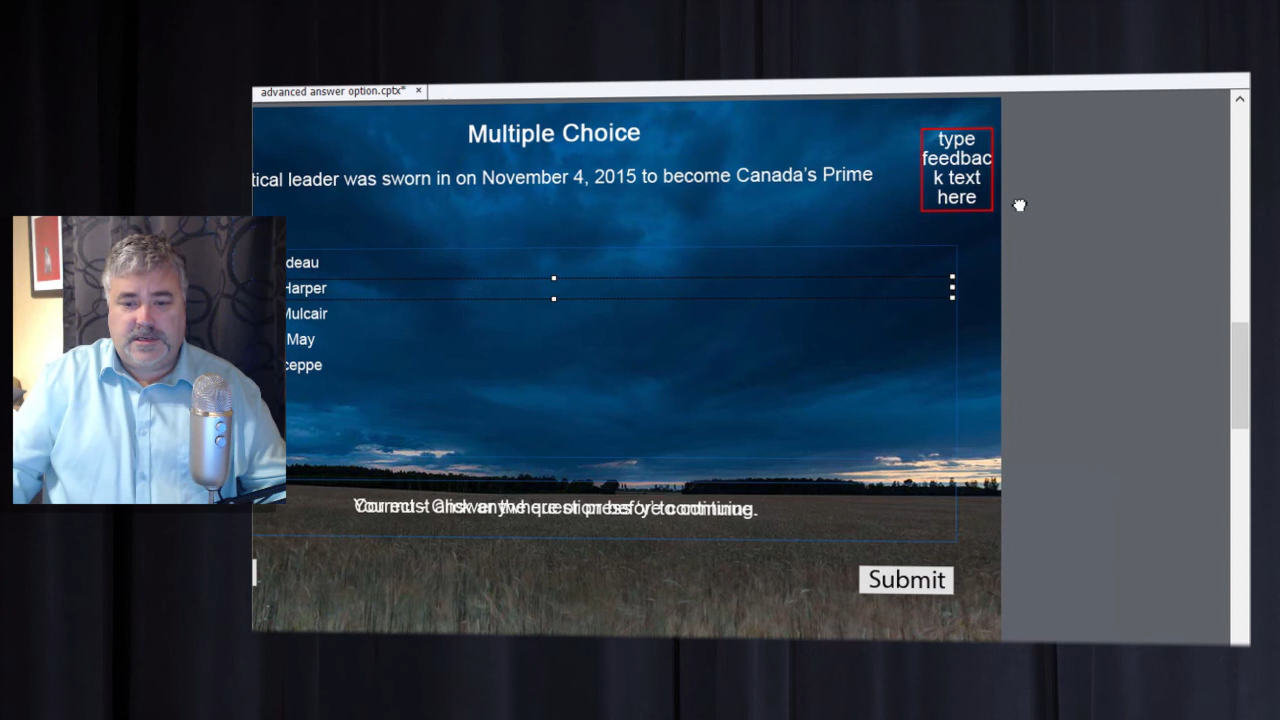 advanced answer option.cptx* ×
Multiple Choice
type
feedbac
k text
here
tical leader was sworn in on November 4, 2015 to become Canada's Prime
deau
Harper
Mulcair
May
ceppe
Submit